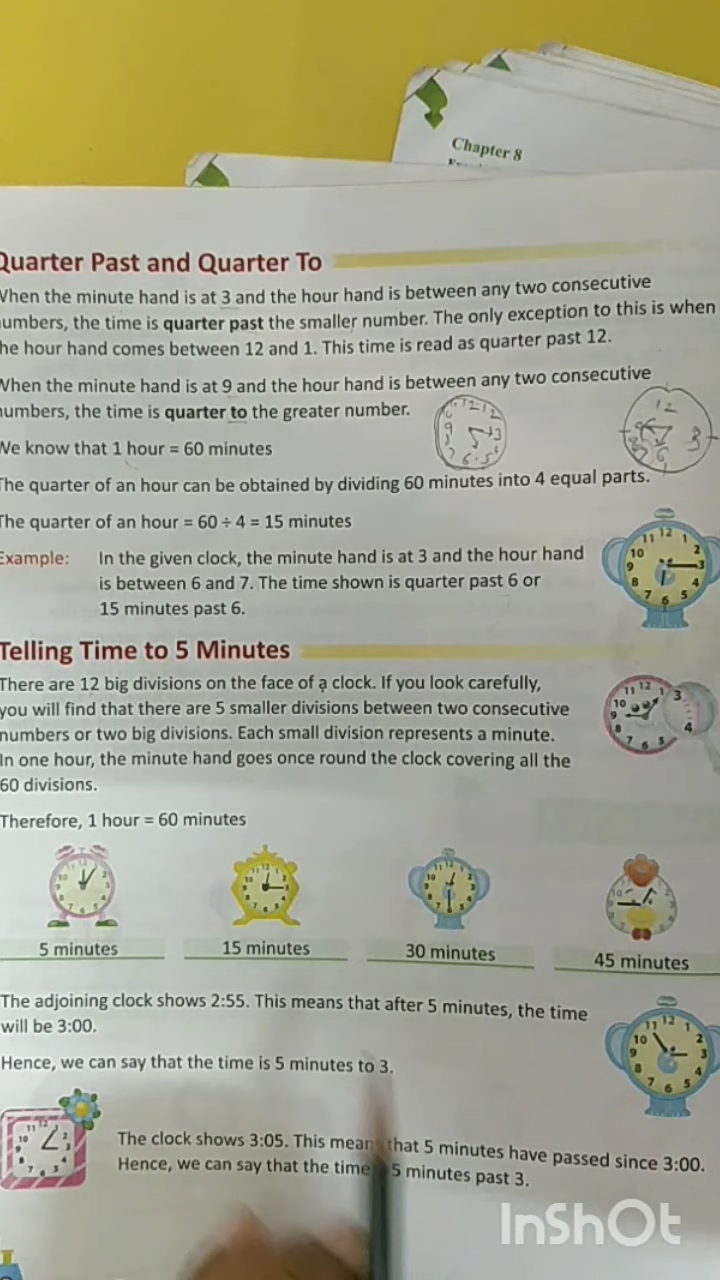 Chapter 8
Quarter Past and Quarter To
When the minute hand is at 3 and the hour hand is between any two consecutive
numbers, the time is quarter past the smaller number. The only exception to this is when
the hour hand comes between 12 and 1. This time is read as quarter past 12.
When the minute hand is at 9 and the hour hand is between any two consecutive
numbers, the time is quarter to the greater number.
We know that 1 hour = 60 minutes
The quarter of an hour can be obtained by dividing 60 minutes into 4 equal parts.
The quarter of an hour = 60 ÷ 4 = 15 minutes
Example: In the given clock, the minute hand is at 3 and the hour hand
is between 6 and 7. The time shown is quarter past 6 or
15 minutes past 6.
Telling Time to 5 Minutes
There are 12 big divisions on the face of a clock. If you look carefully,
you will find that there are 5 smaller divisions between two consecutive
numbers or two big divisions. Each small division represents a minute.
In one hour, the minute hand goes once round the clock covering all the
60 divisions.
Therefore, 1 hour = 60 minutes
5 minutes 15 minutes 30 minutes 45 minutes
The adjoining clock shows 2:55. This means that after 5 minutes, the time
will be 3:00.
Hence, we can say that the time is 5 minutes to 3.
The clock shows 3:05. This means that 5 minutes have passed since 3:00.
Hence, we can say that the time 5 minutes past 3.
InShOt